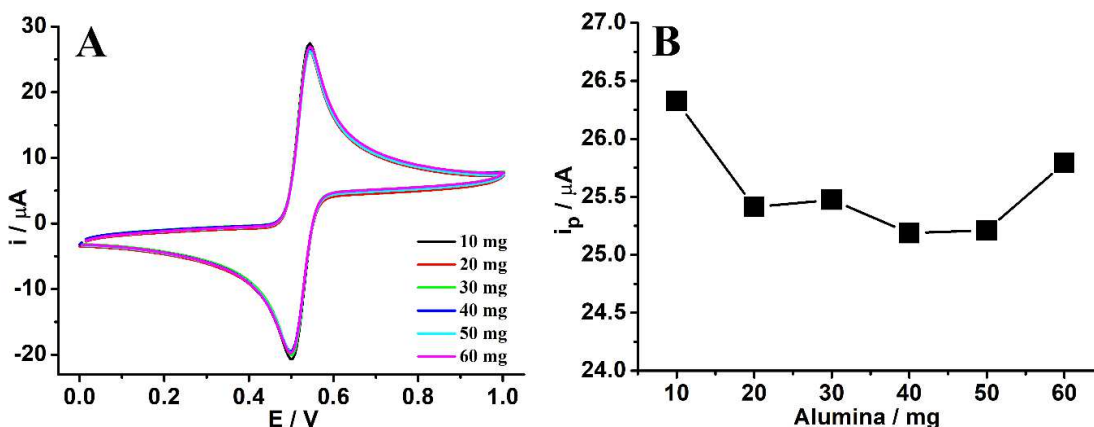 A
30
20
10
0
-10
-20
i / µA
0.0 0.2 0.4 0.6 0.8 1.0
E / V
10 mg
20 mg
30 mg
40 mg
50 mg
60 mg
B
27.0
26.5
26.0
25.5
25.0
24.5
24.0
ip / µA
10 20 30 40 50 60
Alumina / mg